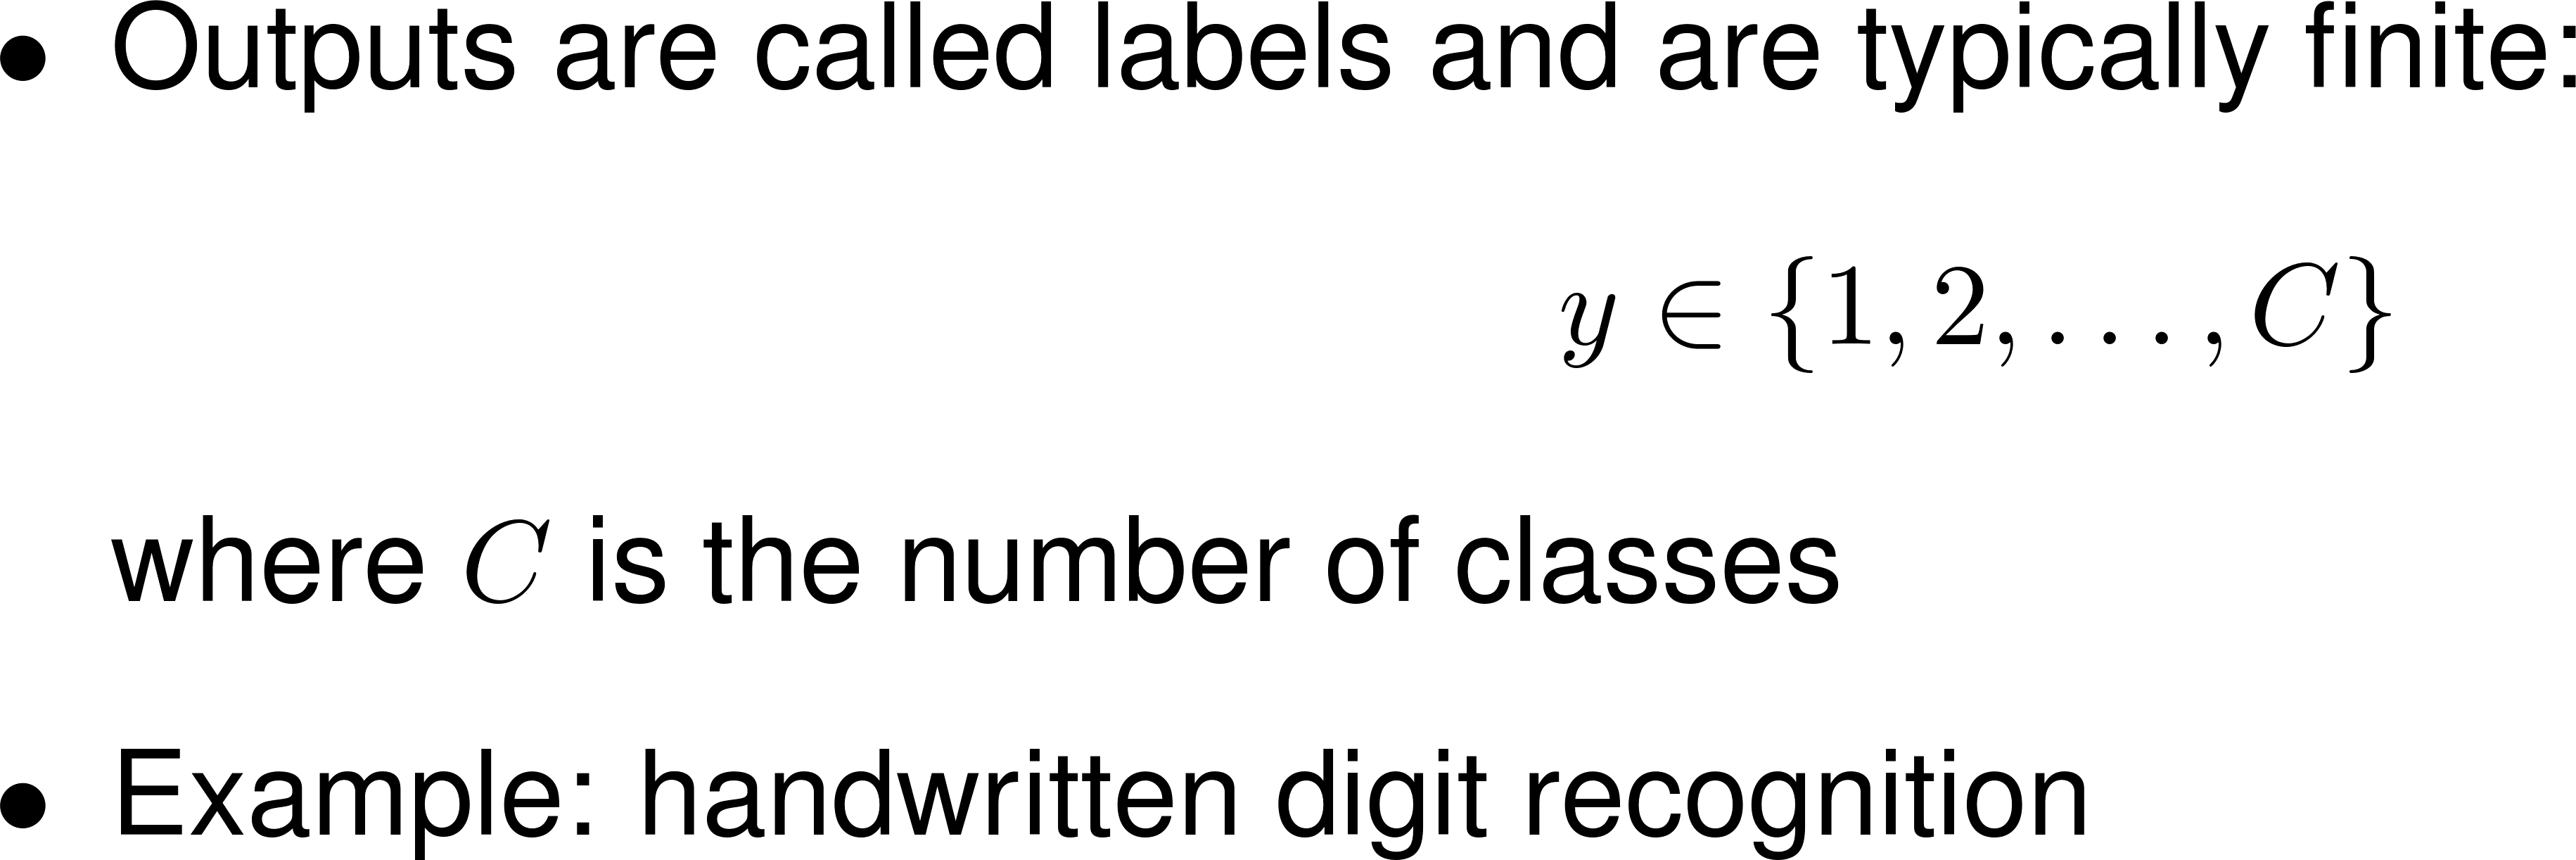 • Outputs are called labels and are typically finite:
y ∈ {1, 2, . . . , C}
where C is the number of classes
• Example: handwritten digit recognition